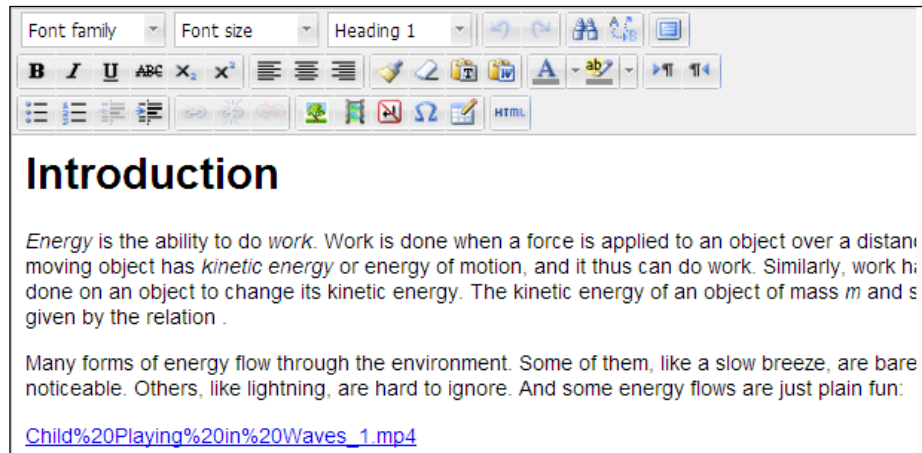 Font family Font size Heading 1
B I U ABC X₂ X² T W A ab
HTML
Introduction
Energy is the ability to do work. Work is done when a force is applied to an object over a
moving object has kinetic energy or energy of motion, and it thus can do work. Similarly, work
done on an object to change its kinetic energy. The kinetic energy of an object of mass m and
given by the relation .
Many forms of energy flow through the environment. Some of them, like a slow breeze, are
noticeable. Others, like lightning, are hard to ignore. And some energy flows are just plain fun:
Child%20Playing%20in%20Waves_1.mp4